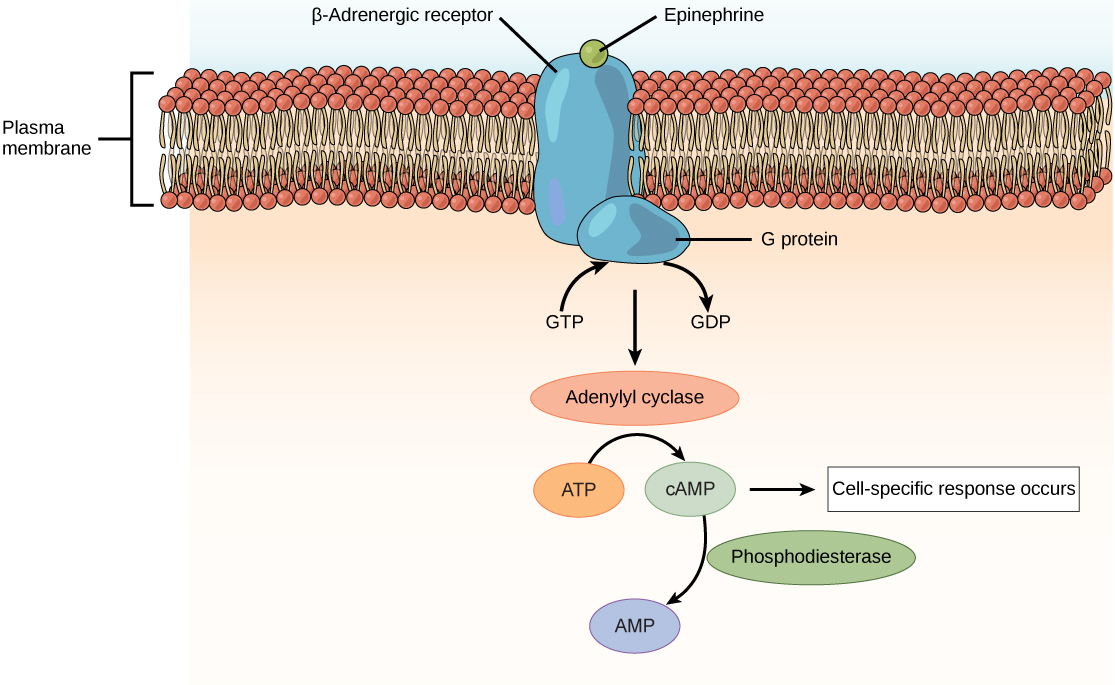 β-Adrenergic receptor
Epinephrine
Plasma
membrane
G protein
GTP
GDP
Adenylyl cyclase
ATP
cAMP
Cell-specific response occurs
Phosphodiesterase
AMP